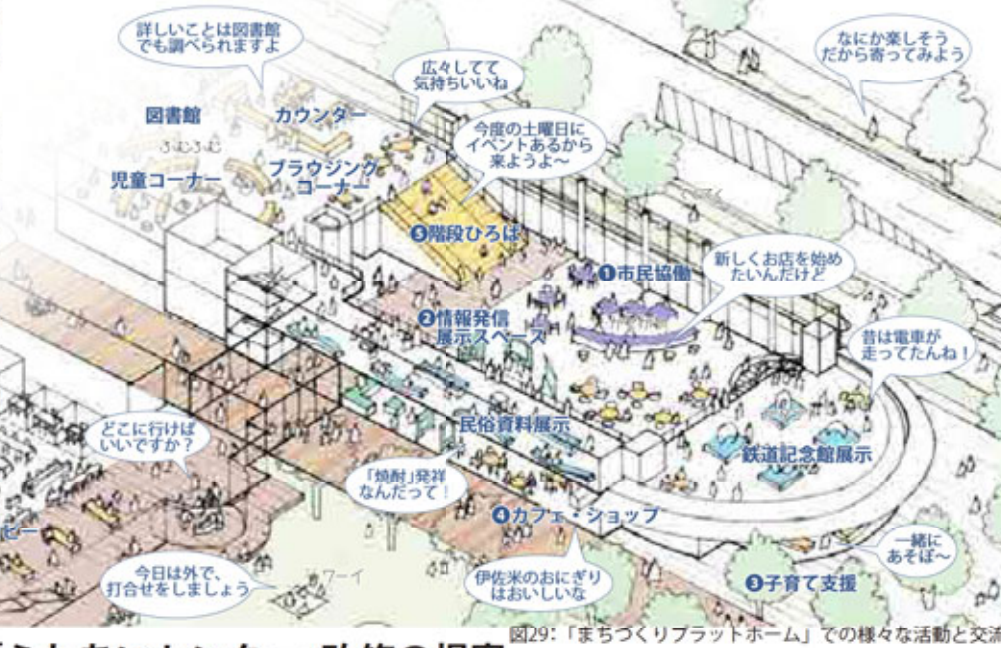 詳しいことは図書館
でも調べられますよ
なにか楽しそう
だから寄ってみよう
広々してて
気持ちいいね
図書館
カウンター
ふむふむ
今度の土曜日に
イベントあるから
来ようよ～
児童コーナー
ブラウジング
コーナー
❺階段ひろば
❶市民協働
新しくお店を始め
たいんだけど
❷情報発信
展示スペース
昔は電車が
走ってたんね！
どこに行けば
いいですか？
民俗資料展示
鉄道記念館展示
「焼酎」発祥
なんだって！
❹カフェ・ショップ
ビー
一緒に
あそぼ～
今日は外で、
打合せをしましょう
ワーイ
伊佐米のおにぎり
はおいしいな
❸子育て支援
図29：「まちづくりプラットホーム」での様々な活動と交流